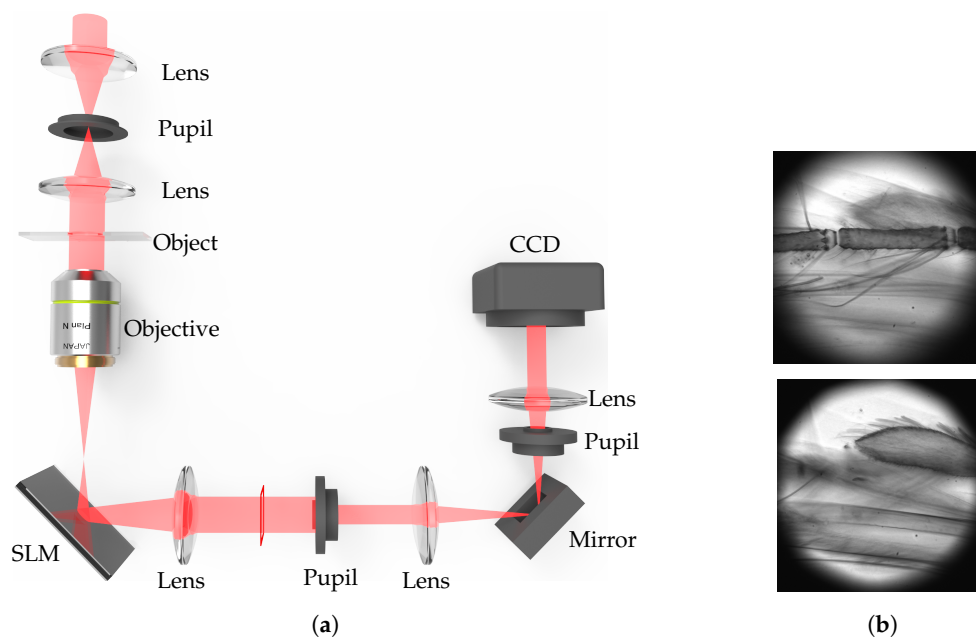 Lens
Pupil
Lens
Object
Objective
Plan N
JAPAN
SLM
Lens
Pupil
Lens
Mirror
Pupil
Lens
CCD
(a)
(b)